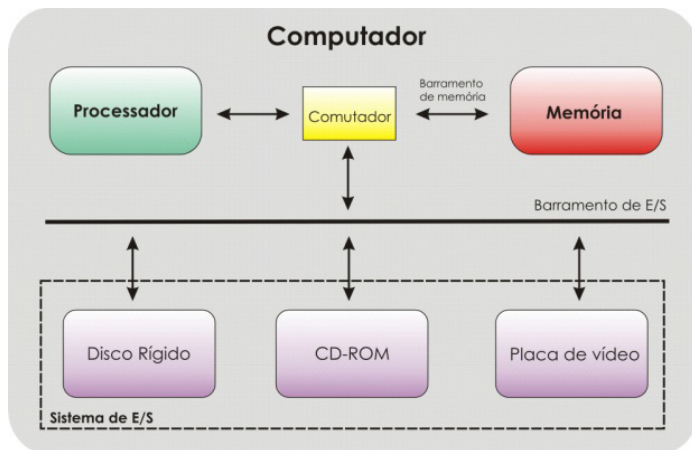 Computador
Processador
Comutador
Barramento
de memória
Memória
Barramento de E/S
Disco Rígido
CD-ROM
Placa de vídeo
Sistema de E/S